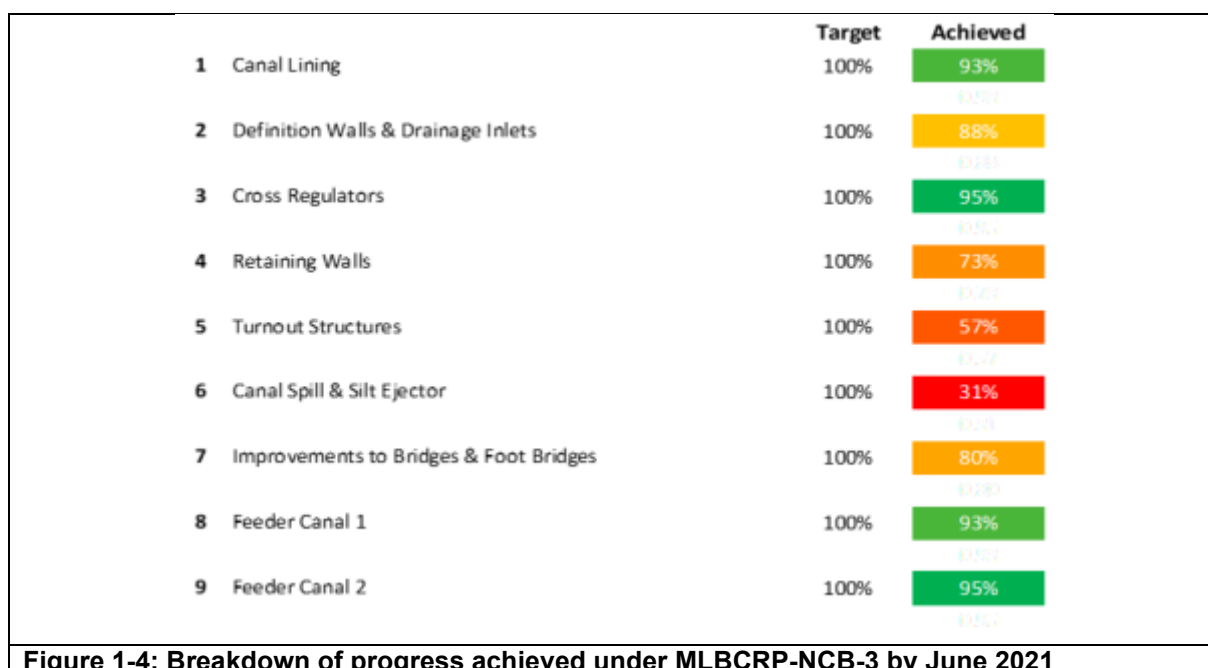 Target Achieved
1 Canal Lining 100% 93%
2 Definition Walls & Drainage Inlets 100% 88%
3 Cross Regulators 100% 95%
4 Retaining Walls 100% 73%
5 Turnout Structures 100% 57%
6 Canal Spill & Silt Ejector 100% 31%
7 Improvements to Bridges & Foot Bridges 100% 80%
8 Feeder Canal 1 100% 93%
9 Feeder Canal 2 100% 95%
Figure 1-4: Breakdown of progress achieved under MLBCRP-NCB-3 by June 2021